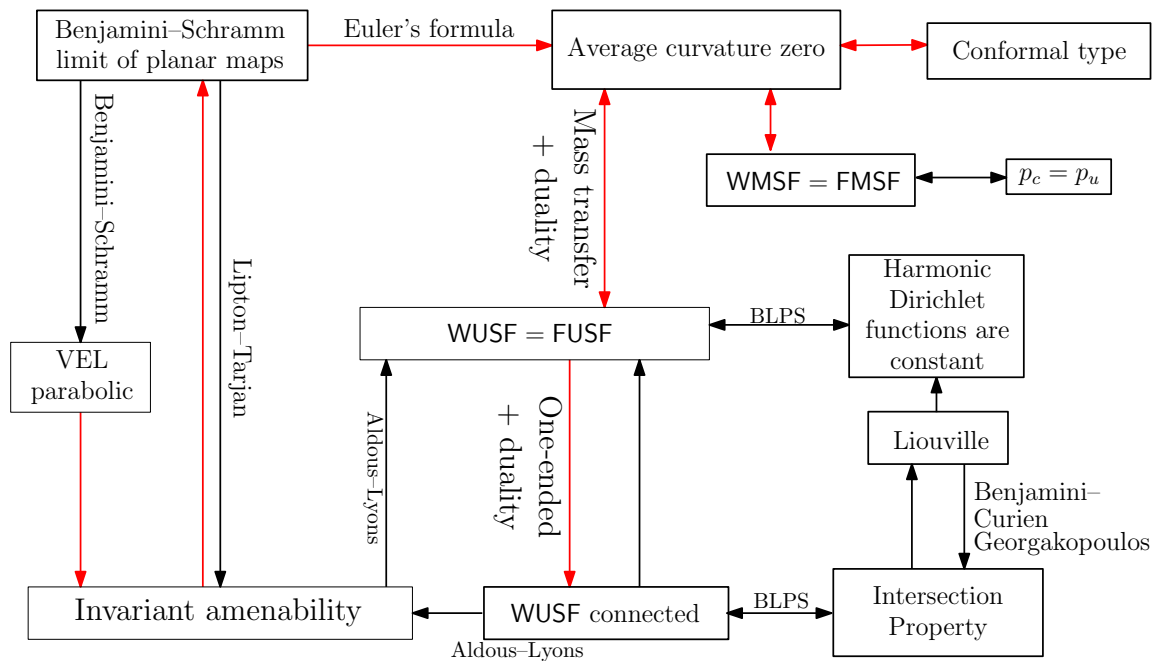 Benjamini–Schramm
limit of planar maps
Euler's formula
Average curvature zero
Conformal type
Benjamini–Schramm
Lipton–Tarjan
Mass transfer
+ duality
WMSF = FMSF
p_c = p_u
VEL
parabolic
WUSF = FUSF
BLPS
Harmonic
Dirichlet
functions are
constant
Aldous–Lyons
One-ended
+ duality
Liouville
Benjamini–
Curien
Georgakopoulos
Invariant amenability
Aldous–Lyons
WUSF connected
BLPS
Intersection
Property